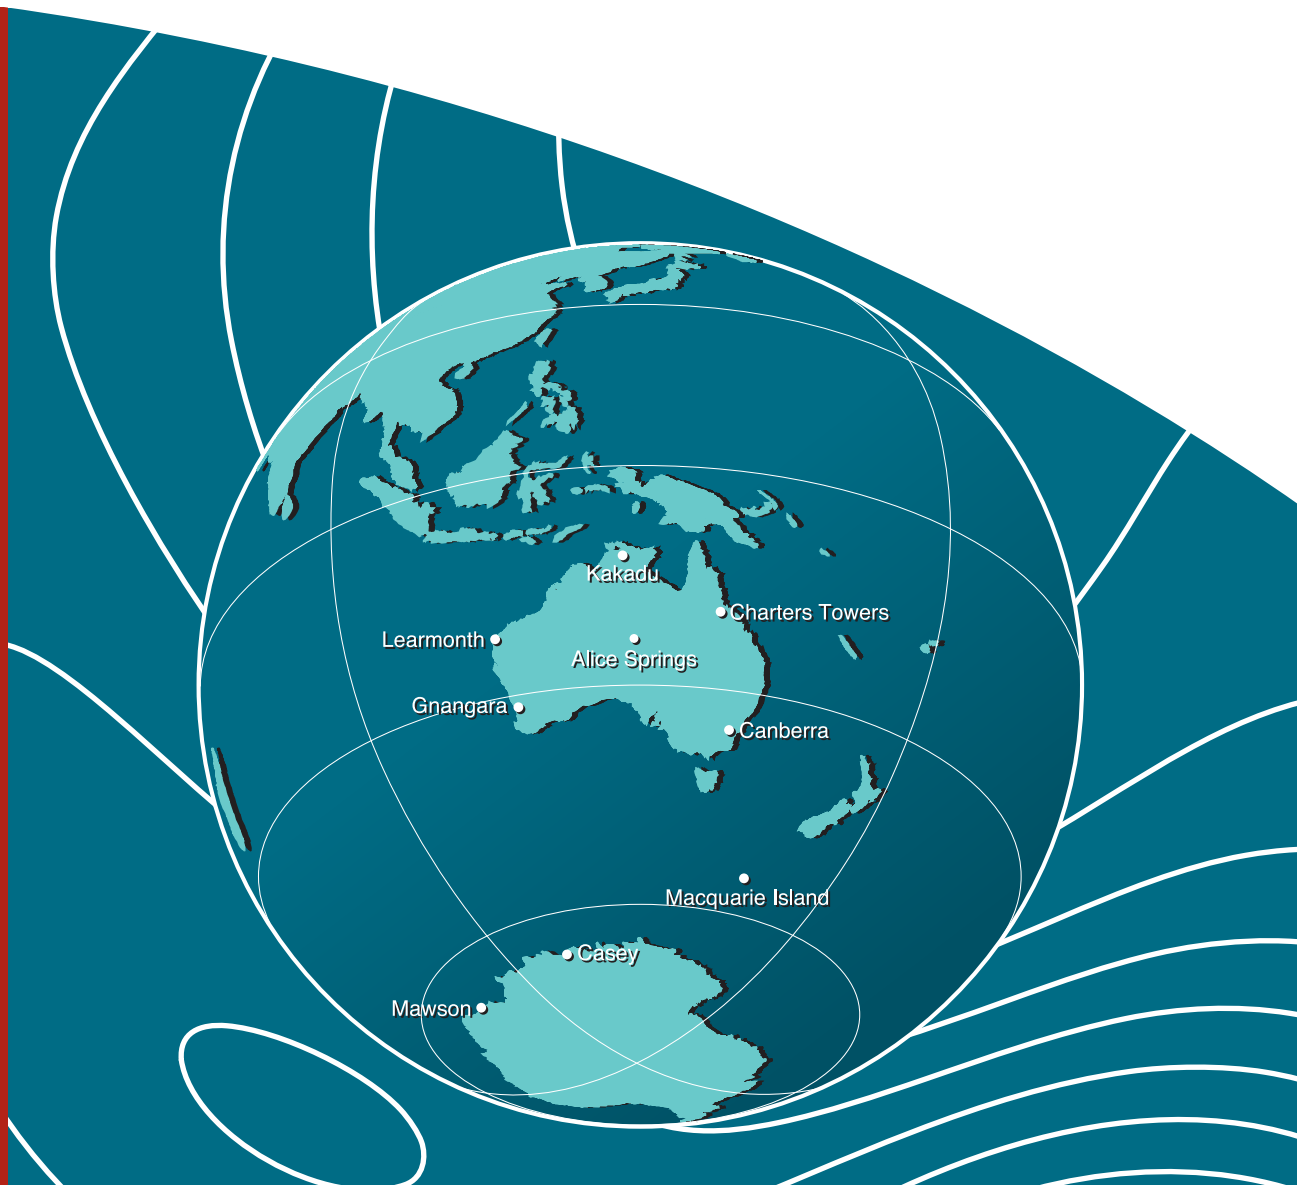 Kakadu
Charters Towers
Learmonth
Alice Springs
Gnangara
Canberra
Macquarie Island
Casey
Mawson